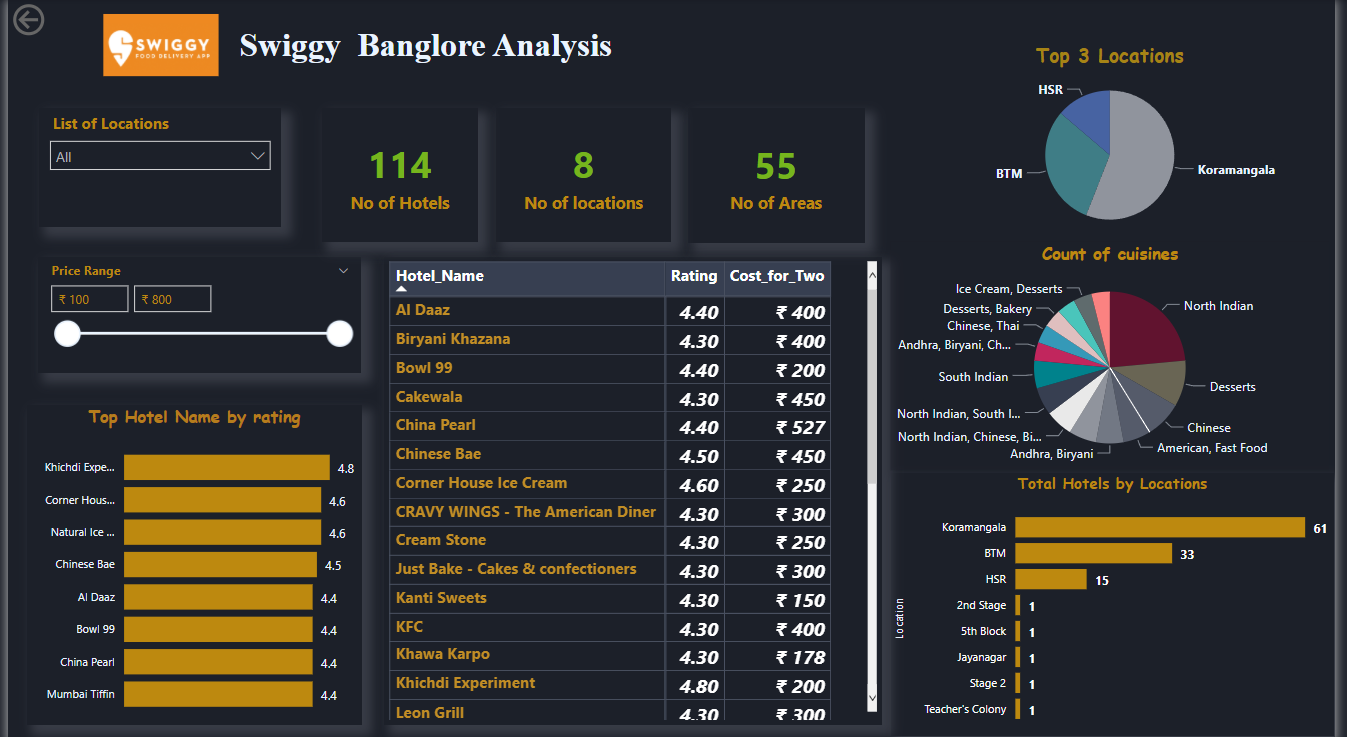 SWIGGY
FOOD DELIVERY APP
Swiggy Banglore Analysis
List of Locations
All
114
No of Hotels
8
No of locations
55
No of Areas
Top 3 Locations
HSR
BTM
Koramangala
Price Range
₹ 100
₹ 800
Hotel_Name Rating Cost_for_Two
Al Daaz 4.40 ₹ 400
Biryani Khazana 4.30 ₹ 400
Bowl 99 4.40 ₹ 200
Cakewala 4.30 ₹ 450
China Pearl 4.40 ₹ 527
Chinese Bae 4.50 ₹ 450
Corner House Ice Cream 4.60 ₹ 250
CRAVY WINGS - The American Diner 4.30 ₹ 300
Cream Stone 4.30 ₹ 250
Just Bake - Cakes & confectioners 4.30 ₹ 300
Kanti Sweets 4.30 ₹ 150
KFC 4.30 ₹ 400
Khawa Karpo 4.30 ₹ 178
Khichdi Experiment 4.80 ₹ 200
Leon Grill 4.30 ₹ 300
Count of cuisines
Ice Cream, Desserts
Desserts, Bakery
Chinese, Thai
Andhra, Biryani, Ch...
South Indian
North Indian, South I...
North Indian, Chinese, Bi...
Andhra, Biryani
North Indian
Desserts
Chinese
American, Fast Food
Top Hotel Name by rating
Khichdi Expe... 4.8
Corner Hous... 4.6
Natural Ice ... 4.6
Chinese Bae 4.5
Al Daaz 4.4
Bowl 99 4.4
China Pearl 4.4
Mumbai Tiffin 4.4
Total Hotels by Locations
Location
Koramangala 61
BTM 33
HSR 15
2nd Stage 1
5th Block 1
Jayanagar 1
Stage 2 1
Teacher's Colony 1